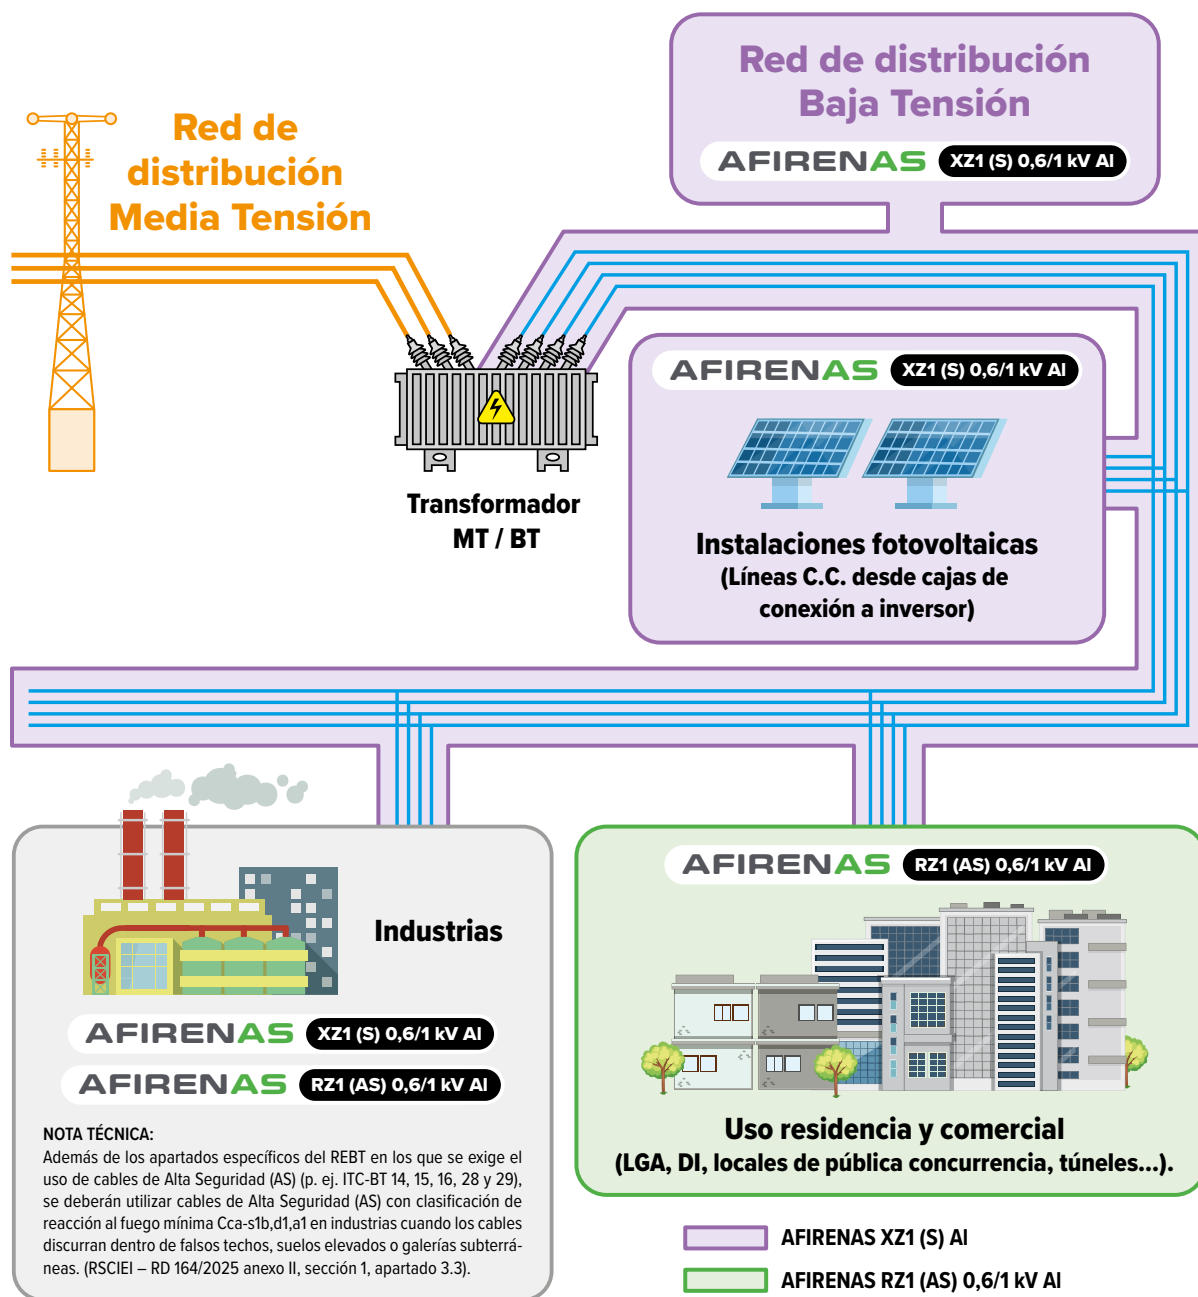 Red de distribución
Baja Tensión
AFIRENAS XZ1 (S) 0,6/1 kV Al
Red de
distribución
Media Tensión
AFIRENAS XZ1 (S) 0,6/1 kV Al
Transformador
MT / BT
Instalaciones fotovoltaicas
(Líneas C.C. desde cajas de
conexión a inversor)
Industrias
AFIRENAS XZ1 (S) 0,6/1 kV Al
AFIRENAS RZ1 (AS) 0,6/1 kV Al
NOTA TÉCNICA:
Además de los apartados específicos del REBT en los que se exige el
uso de cables de Alta Seguridad (AS) (p. ej. ITC-BT 14, 15, 16, 28 y 29),
se deberán utilizar cables de Alta Seguridad (AS) con clasificación de
reacción al fuego mínima Cca-s1b,d1,a1 en industrias cuando los cables
discurran dentro de falsos techos, suelos elevados o galerías subterrá-
neas. (RSCIEI – RD 164/2025 anexo II, sección 1, apartado 3.3).
AFIRENAS RZ1 (AS) 0,6/1 kV Al
Uso residencia y comercial
(LGA, DI, locales de pública concurrencia, túneles...).
AFIRENAS XZ1 (S) Al
AFIRENAS RZ1 (AS) 0,6/1 kV Al